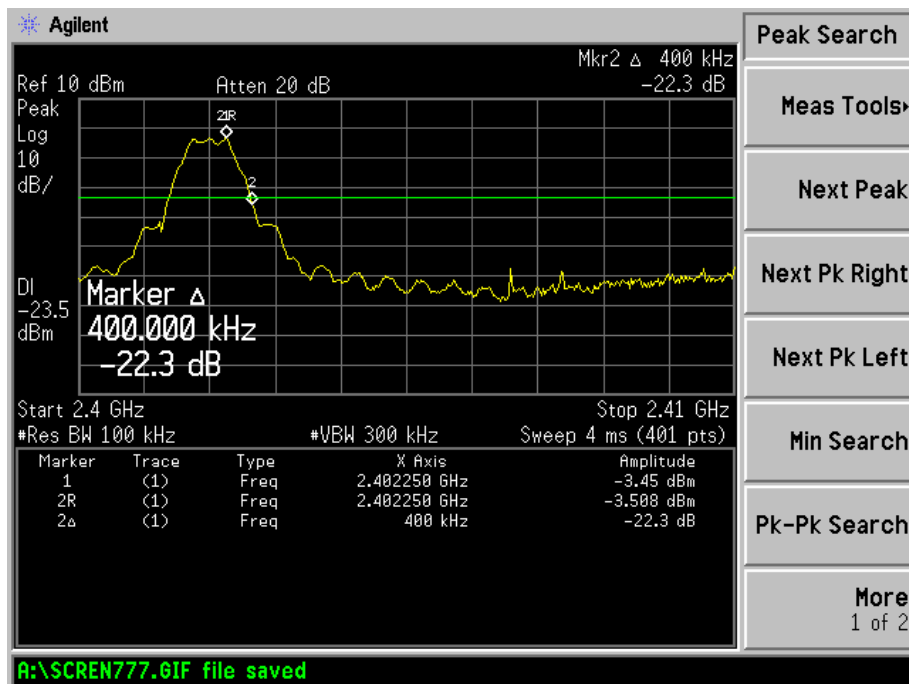 Agilent
Peak Search
Mkr2 Δ 400 kHz
Ref 10 dBm Atten 20 dB -22.3 dB
Peak
Log
10
dB/
21R
2
DI
-23.5
dBm
Marker Δ
400.000 kHz
-22.3 dB
Start 2.4 GHz Stop 2.41 GHz
#Res BW 100 kHz #VBW 300 kHz Sweep 4 ms (401 pts)
Marker Trace Type X Axis Amplitude
1 (1) Freq 2.402250 GHz -3.45 dBm
2R (1) Freq 2.402250 GHz -3.508 dBm
2Δ (1) Freq 400 kHz -22.3 dB
Meas Tools▸
Next Peak
Next Pk Right
Next Pk Left
Min Search
Pk-Pk Search
More
1 of 2
A:\SCREN777.GIF file saved